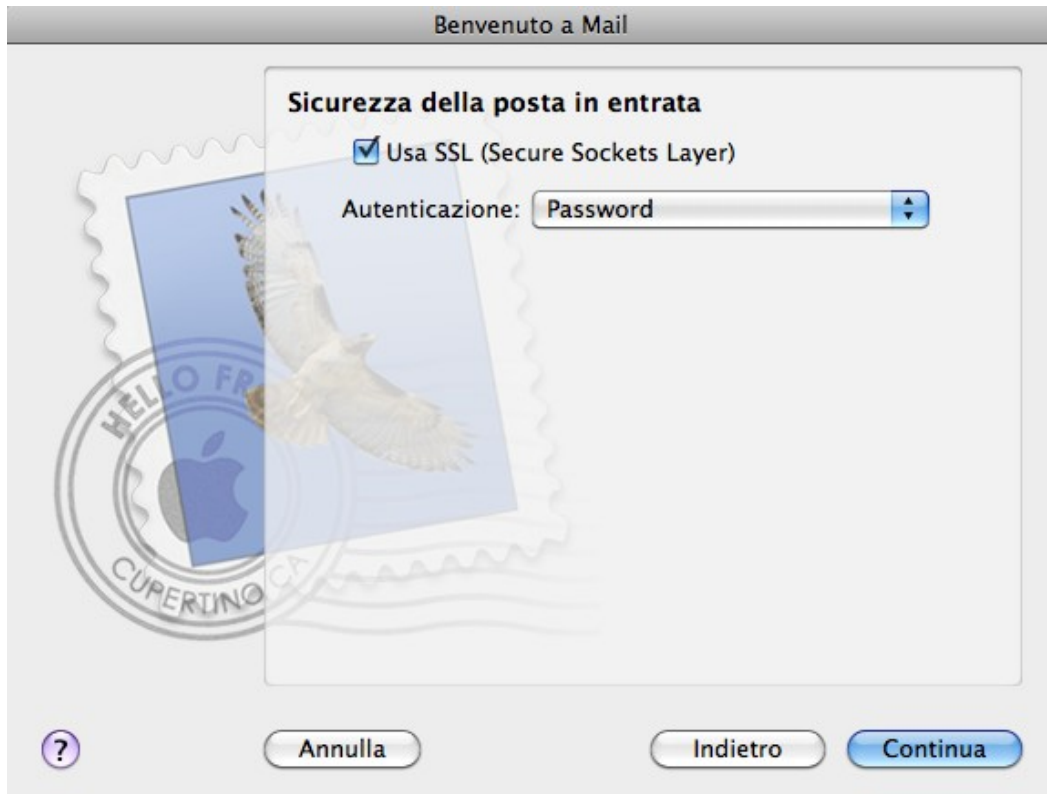 Benvenuto a Mail
Sicurezza della posta in entrata
Usa SSL (Secure Sockets Layer)
Autenticazione: Password
HELLO FR
CUPERTINO CA
?
Annulla
Indietro
Continua